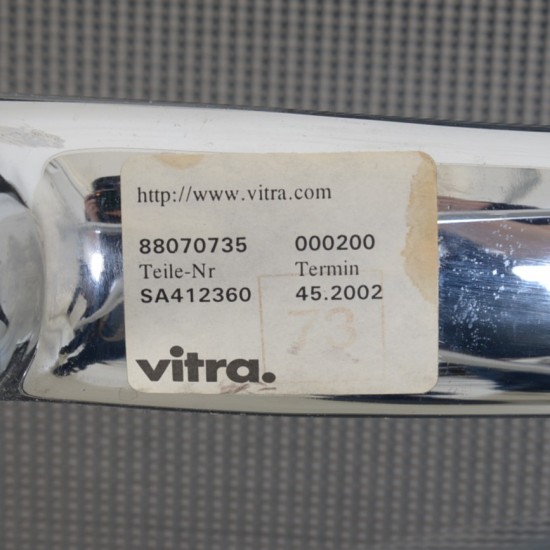 http://www.vitra.com
88070735 000200
Teile-Nr Termin
SA412360 45.2002
73
vitra.